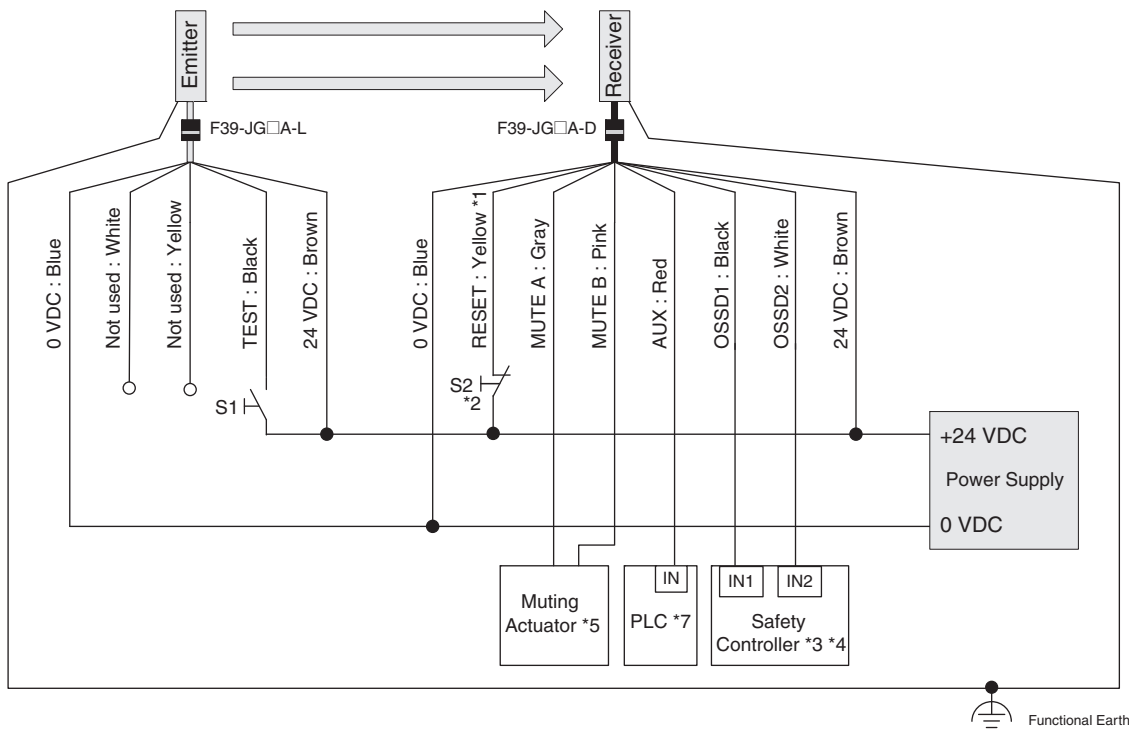 Emitter
Receiver
F39-JG□A-L
F39-JG□A-D
0 VDC : Blue
Not used : White
Not used : Yellow
TEST : Black
24 VDC : Brown
0 VDC : Blue
RESET : Yellow *1
MUTE A : Gray
MUTE B : Pink
AUX : Red
OSSD1 : Black
OSSD2 : White
24 VDC : Brown
S1
S2
*2
+24 VDC
Power Supply
0 VDC
IN
IN1
IN2
Muting
Actuator *5
PLC *7
Safety
Controller *3 *4
Functional Earth